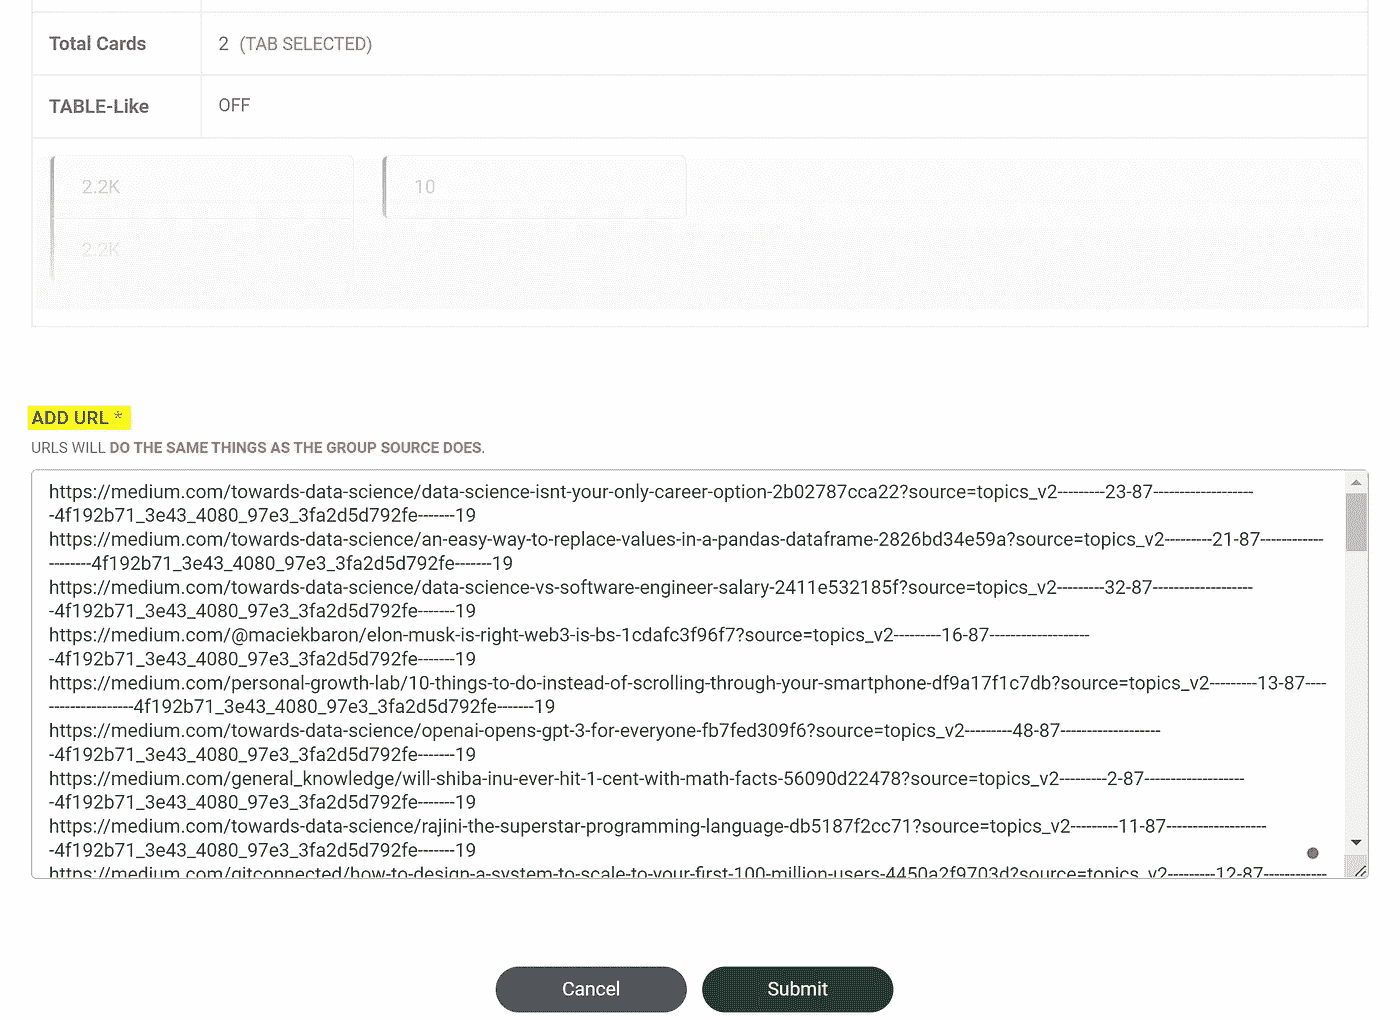 Total Cards 2 (TAB SELECTED)
TABLE-Like OFF
2.2K 10
2.2K
ADD URL *
URLS WILL DO THE SAME THINGS AS THE GROUP SOURCE DOES.
https://medium.com/towards-data-science/data-science-isnt-your-only-career-option-2b02787cca22?source=topics_v2---------23-87--------------------
-4f192b71_3e43_4080_97e3_3fa2d5d792fe-------19
https://medium.com/towards-data-science/an-easy-way-to-replace-values-in-a-pandas-dataframe-2826bd34e59a?source=topics_v2---------21-87-------------
--------4f192b71_3e43_4080_97e3_3fa2d5d792fe-------19
https://medium.com/towards-data-science/data-science-vs-software-engineer-salary-2411e532185f?source=topics_v2---------32-87--------------------
-4f192b71_3e43_4080_97e3_3fa2d5d792fe-------19
https://medium.com/@maciekbaron/elon-musk-is-right-web3-is-bs-1cdafc3f96f7?source=topics_v2---------16-87--------------------
-4f192b71_3e43_4080_97e3_3fa2d5d792fe-------19
https://medium.com/personal-growth-lab/10-things-to-do-instead-of-scrolling-through-your-smartphone-df9a17f1c7db?source=topics_v2---------13-87----
-----------------4f192b71_3e43_4080_97e3_3fa2d5d792fe-------19
https://medium.com/towards-data-science/openai-opens-gpt-3-for-everyone-fb7fed309f6?source=topics_v2---------48-87--------------------
-4f192b71_3e43_4080_97e3_3fa2d5d792fe-------19
https://medium.com/general_knowledge/will-shiba-inu-ever-hit-1-cent-with-math-facts-56090d22478?source=topics_v2---------2-87--------------------
-4f192b71_3e43_4080_97e3_3fa2d5d792fe-------19
https://medium.com/towards-data-science/rajini-the-superstar-programming-language-db5187f2cc71?source=topics_v2---------11-87--------------------
-4f192b71_3e43_4080_97e3_3fa2d5d792fe-------19
https://medium.com/gitconnected/how-to-design-a-system-to-scale-to-your-first-100-million-users-4450a2f9703d?source=topics_v2---------12-87------------
Cancel Submit